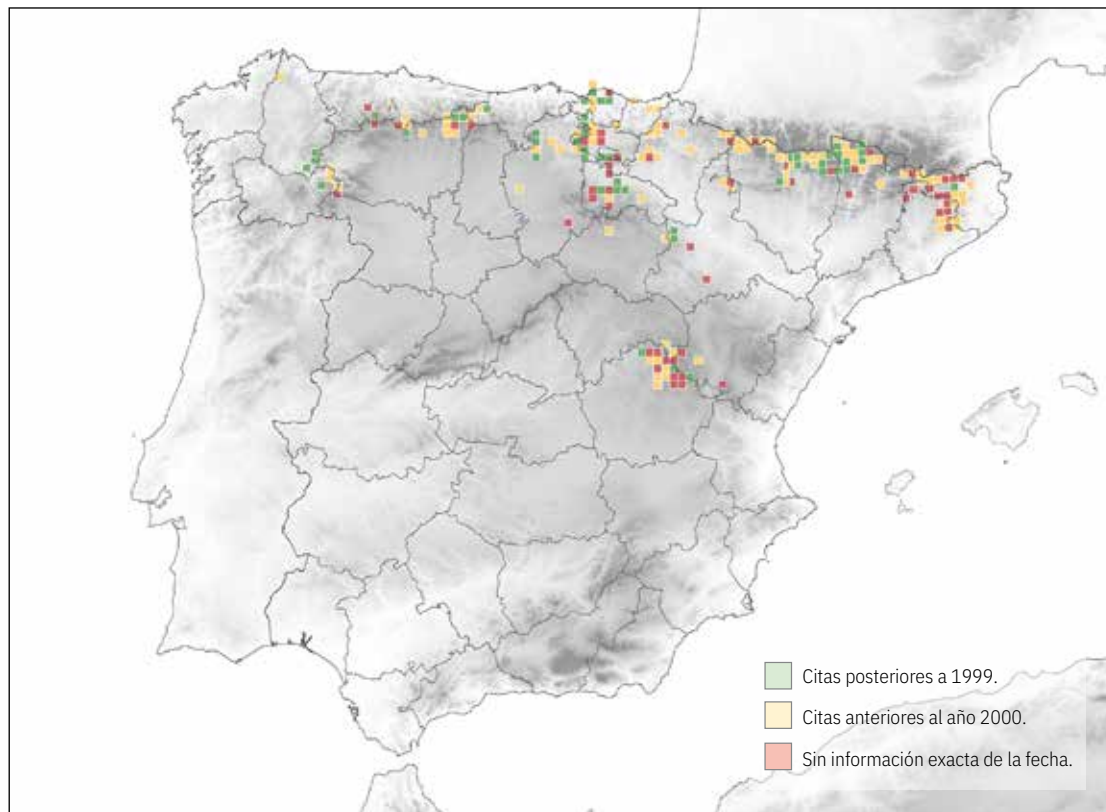 Citas posteriores a 1999.
Citas anteriores al año 2000.
Sin información exacta de la fecha.